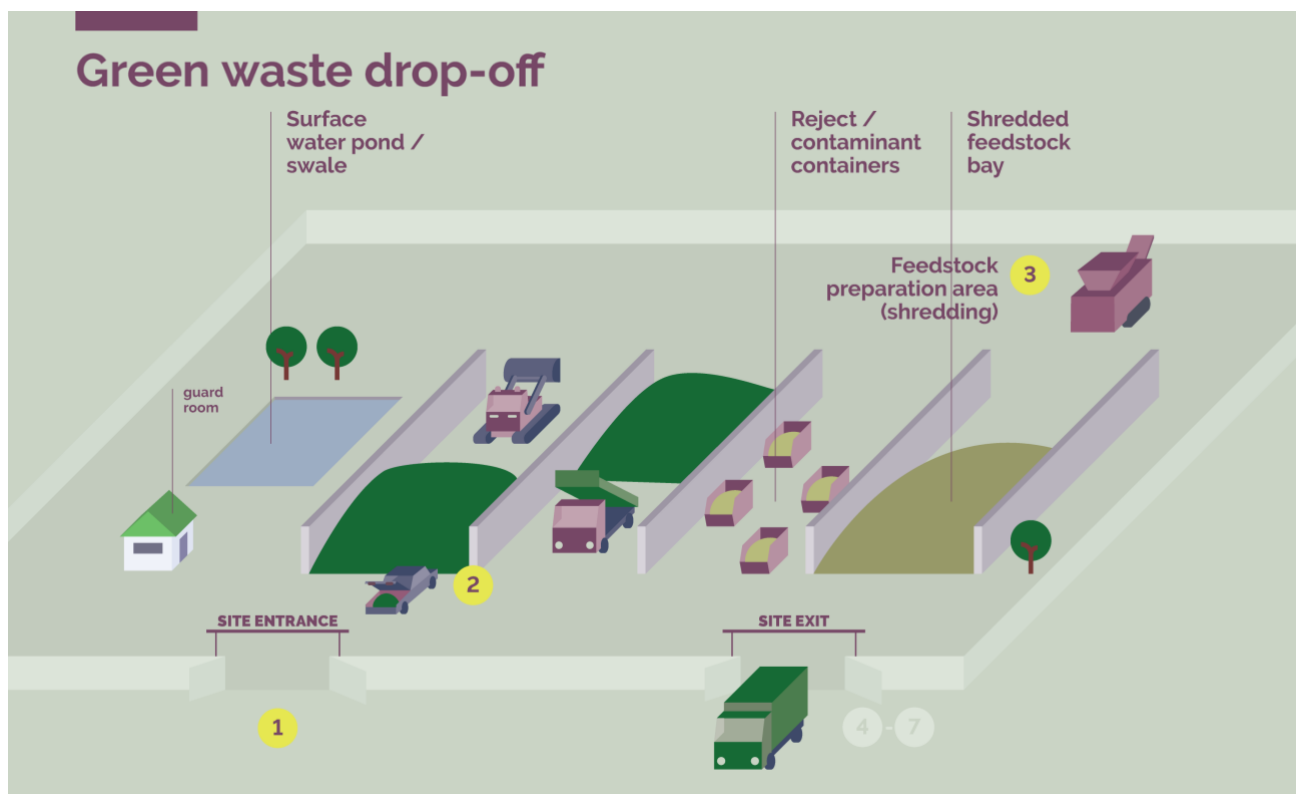 Green waste drop-off
Surface
water pond /
swale
Reject /
contaminant
containers
Shredded
feedstock
bay
Feedstock
preparation area
(shredding)
3
guard
room
2
SITE ENTRANCE
SITE EXIT
1
4 - 7